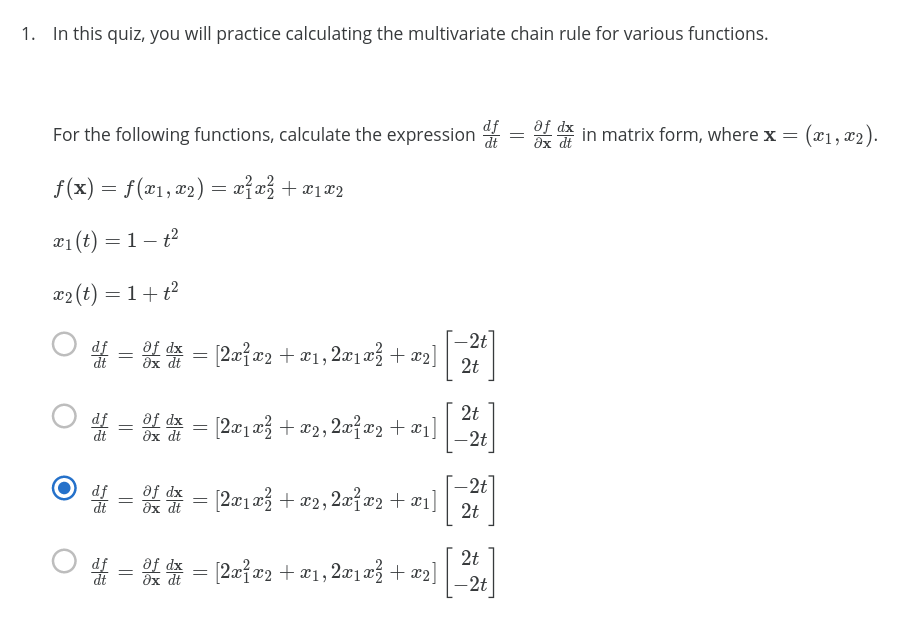 1. In this quiz, you will practice calculating the multivariate chain rule for various functions.
For the following functions, calculate the expression $\frac{df}{dt} = \frac{\partial f}{\partial \mathbf{x}} \frac{d\mathbf{x}}{dt}$ in matrix form, where $\mathbf{x} = (x_1, x_2)$.
$f(\mathbf{x}) = f(x_1, x_2) = x_1^2 x_2^2 + x_1 x_2$
$x_1(t) = 1 - t^2$
$x_2(t) = 1 + t^2$
$\frac{df}{dt} = \frac{\partial f}{\partial \mathbf{x}} \frac{d\mathbf{x}}{dt} = [2x_1^2 x_2 + x_1, 2x_1 x_2^2 + x_2] \begin{bmatrix} -2t \\ 2t \end{bmatrix}$
$\frac{df}{dt} = \frac{\partial f}{\partial \mathbf{x}} \frac{d\mathbf{x}}{dt} = [2x_1 x_2^2 + x_2, 2x_1^2 x_2 + x_1] \begin{bmatrix} 2t \\ -2t \end{bmatrix}$
$\frac{df}{dt} = \frac{\partial f}{\partial \mathbf{x}} \frac{d\mathbf{x}}{dt} = [2x_1 x_2^2 + x_2, 2x_1^2 x_2 + x_1] \begin{bmatrix} -2t \\ 2t \end{bmatrix}$
$\frac{df}{dt} = \frac{\partial f}{\partial \mathbf{x}} \frac{d\mathbf{x}}{dt} = [2x_1^2 x_2 + x_1, 2x_1 x_2^2 + x_2] \begin{bmatrix} 2t \\ -2t \end{bmatrix}$